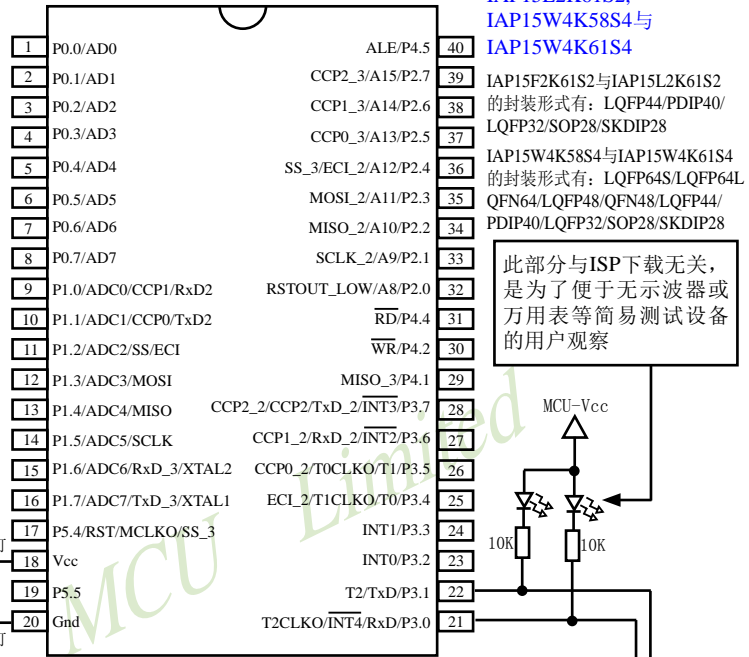 IAP15W4K58S4与
IAP15W4K61S4
IAP15F2K61S2与IAP15L2K61S2
的封装形式有：LQFP44/PDIP40/
LQFP32/SOP28/SKDIP28
IAP15W4K58S4与IAP15W4K61S4
的封装形式有：LQFP64S/LQFP64L
QFN64/LQFP48/QFN48/LQFP44/
PDIP40/LQFP32/SOP28/SKDIP28
此部分与ISP下载无关，
是为了便于无示波器或
万用表等简易测试设备
的用户观察
MCU-Vcc
10K
10K
1 P0.0/AD0 ALE/P4.5 40
2 P0.1/AD1 CCP2_3/A15/P2.7 39
3 P0.2/AD2 CCP1_3/A14/P2.6 38
4 P0.3/AD3 CCP0_3/A13/P2.5 37
5 P0.4/AD4 SS_3/ECI_2/A12/P2.4 36
6 P0.5/AD5 MOSI_2/A11/P2.3 35
7 P0.6/AD6 MISO_2/A10/P2.2 34
8 P0.7/AD7 SCLK_2/A9/P2.1 33
9 P1.0/ADC0/CCP1/RxD2 RSTOUT_LOW/A8/P2.0 32
10 P1.1/ADC1/CCP0/TxD2 RD/P4.4 31
11 P1.2/ADC2/SS/ECI WR/P4.2 30
12 P1.3/ADC3/MOSI MISO_3/P4.1 29
13 P1.4/ADC4/MISO CCP2_2/CCP2/TxD_2/INT3/P3.7 28
14 P1.5/ADC5/SCLK CCP1_2/RxD_2/INT2/P3.6 27
15 P1.6/ADC6/RxD_3/XTAL2 CCP0_2/T0CLKO/T1/P3.5 26
16 P1.7/ADC7/TxD_3/XTAL1 ECI_2/T1CLKO/T0/P3.4 25
17 P5.4/RST/MCLKO/SS_3 INT1/P3.3 24
18 Vcc INT0/P3.2 23
19 P5.5 T2/TxD/P3.1 22
20 Gnd T2CLKO/INT4/RxD/P3.0 21
MCU Limited